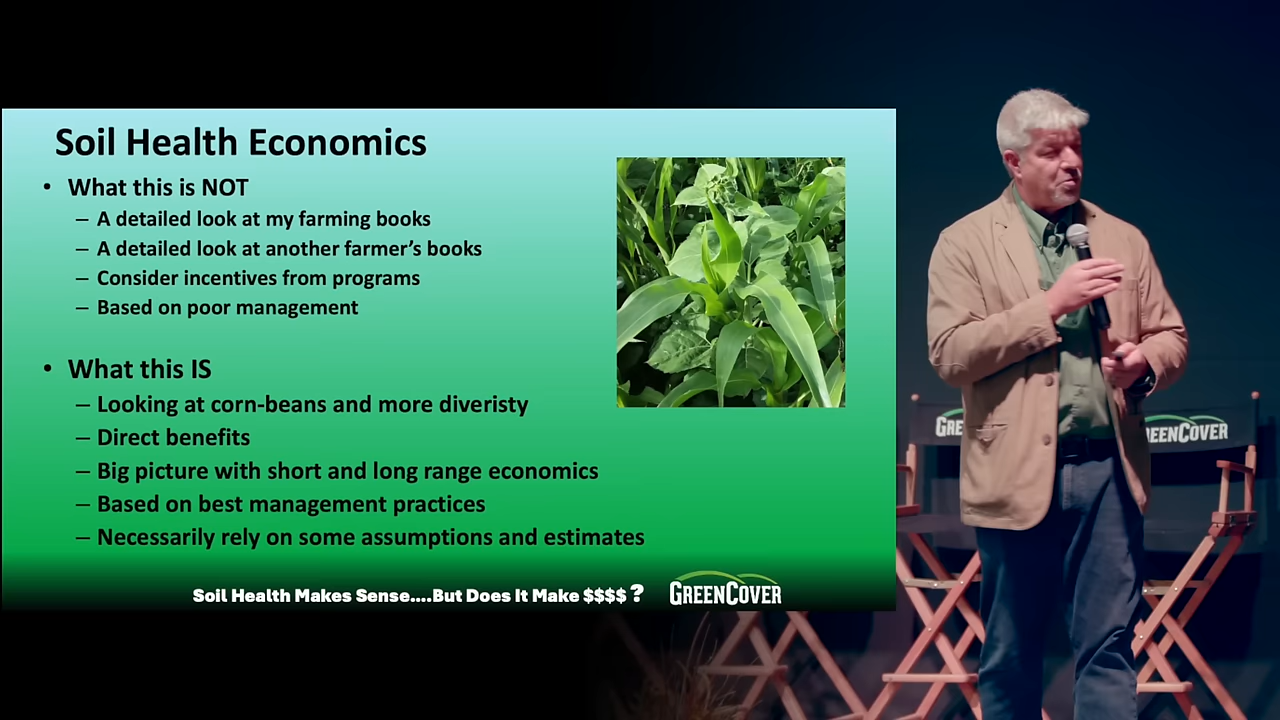 Soil Health Economics
• What this is NOT
– A detailed look at my farming books
– A detailed look at another farmer's books
– Consider incentives from programs
– Based on poor management
• What this IS
– Looking at corn-beans and more diveristy
– Direct benefits
– Big picture with short and long range economics
– Based on best management practices
– Necessarily rely on some assumptions and estimates
Soil Health Makes Sense....But Does It Make $$$$ ?
GREENCOVER
GRE
EENCOVER